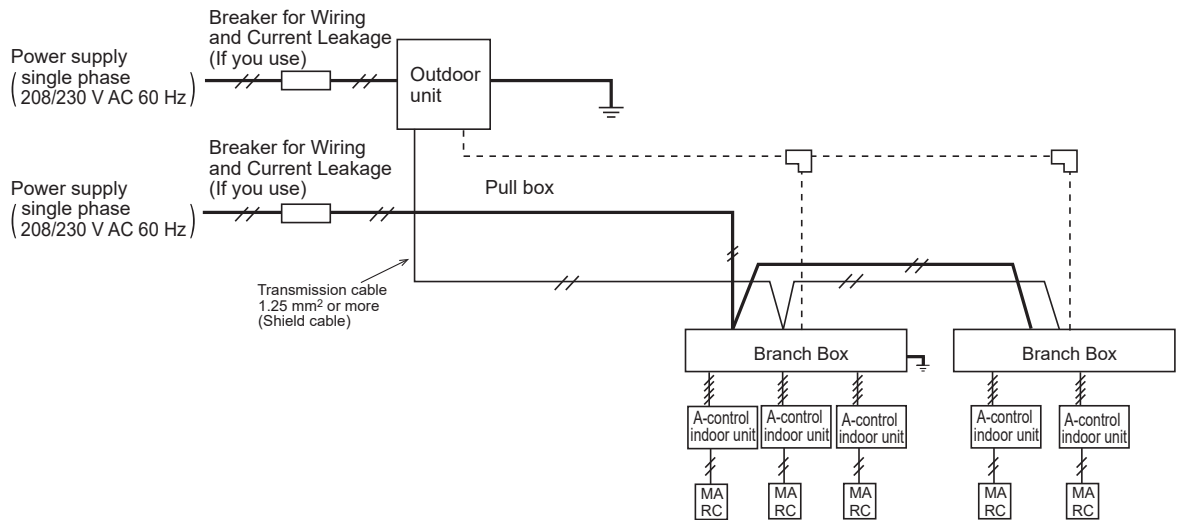 Breaker for Wiring
and Current Leakage
(If you use)
Power supply
( single phase
208/230 V AC 60 Hz )
Outdoor
unit
Breaker for Wiring
and Current Leakage
(If you use)
Pull box
Power supply
( single phase
208/230 V AC 60 Hz )
Transmission cable
1.25 mm² or more
(Shield cable)
Branch Box
Branch Box
A-control
indoor unit
A-control
indoor unit
A-control
indoor unit
A-control
indoor unit
A-control
indoor unit
MA
RC
MA
RC
MA
RC
MA
RC
MA
RC